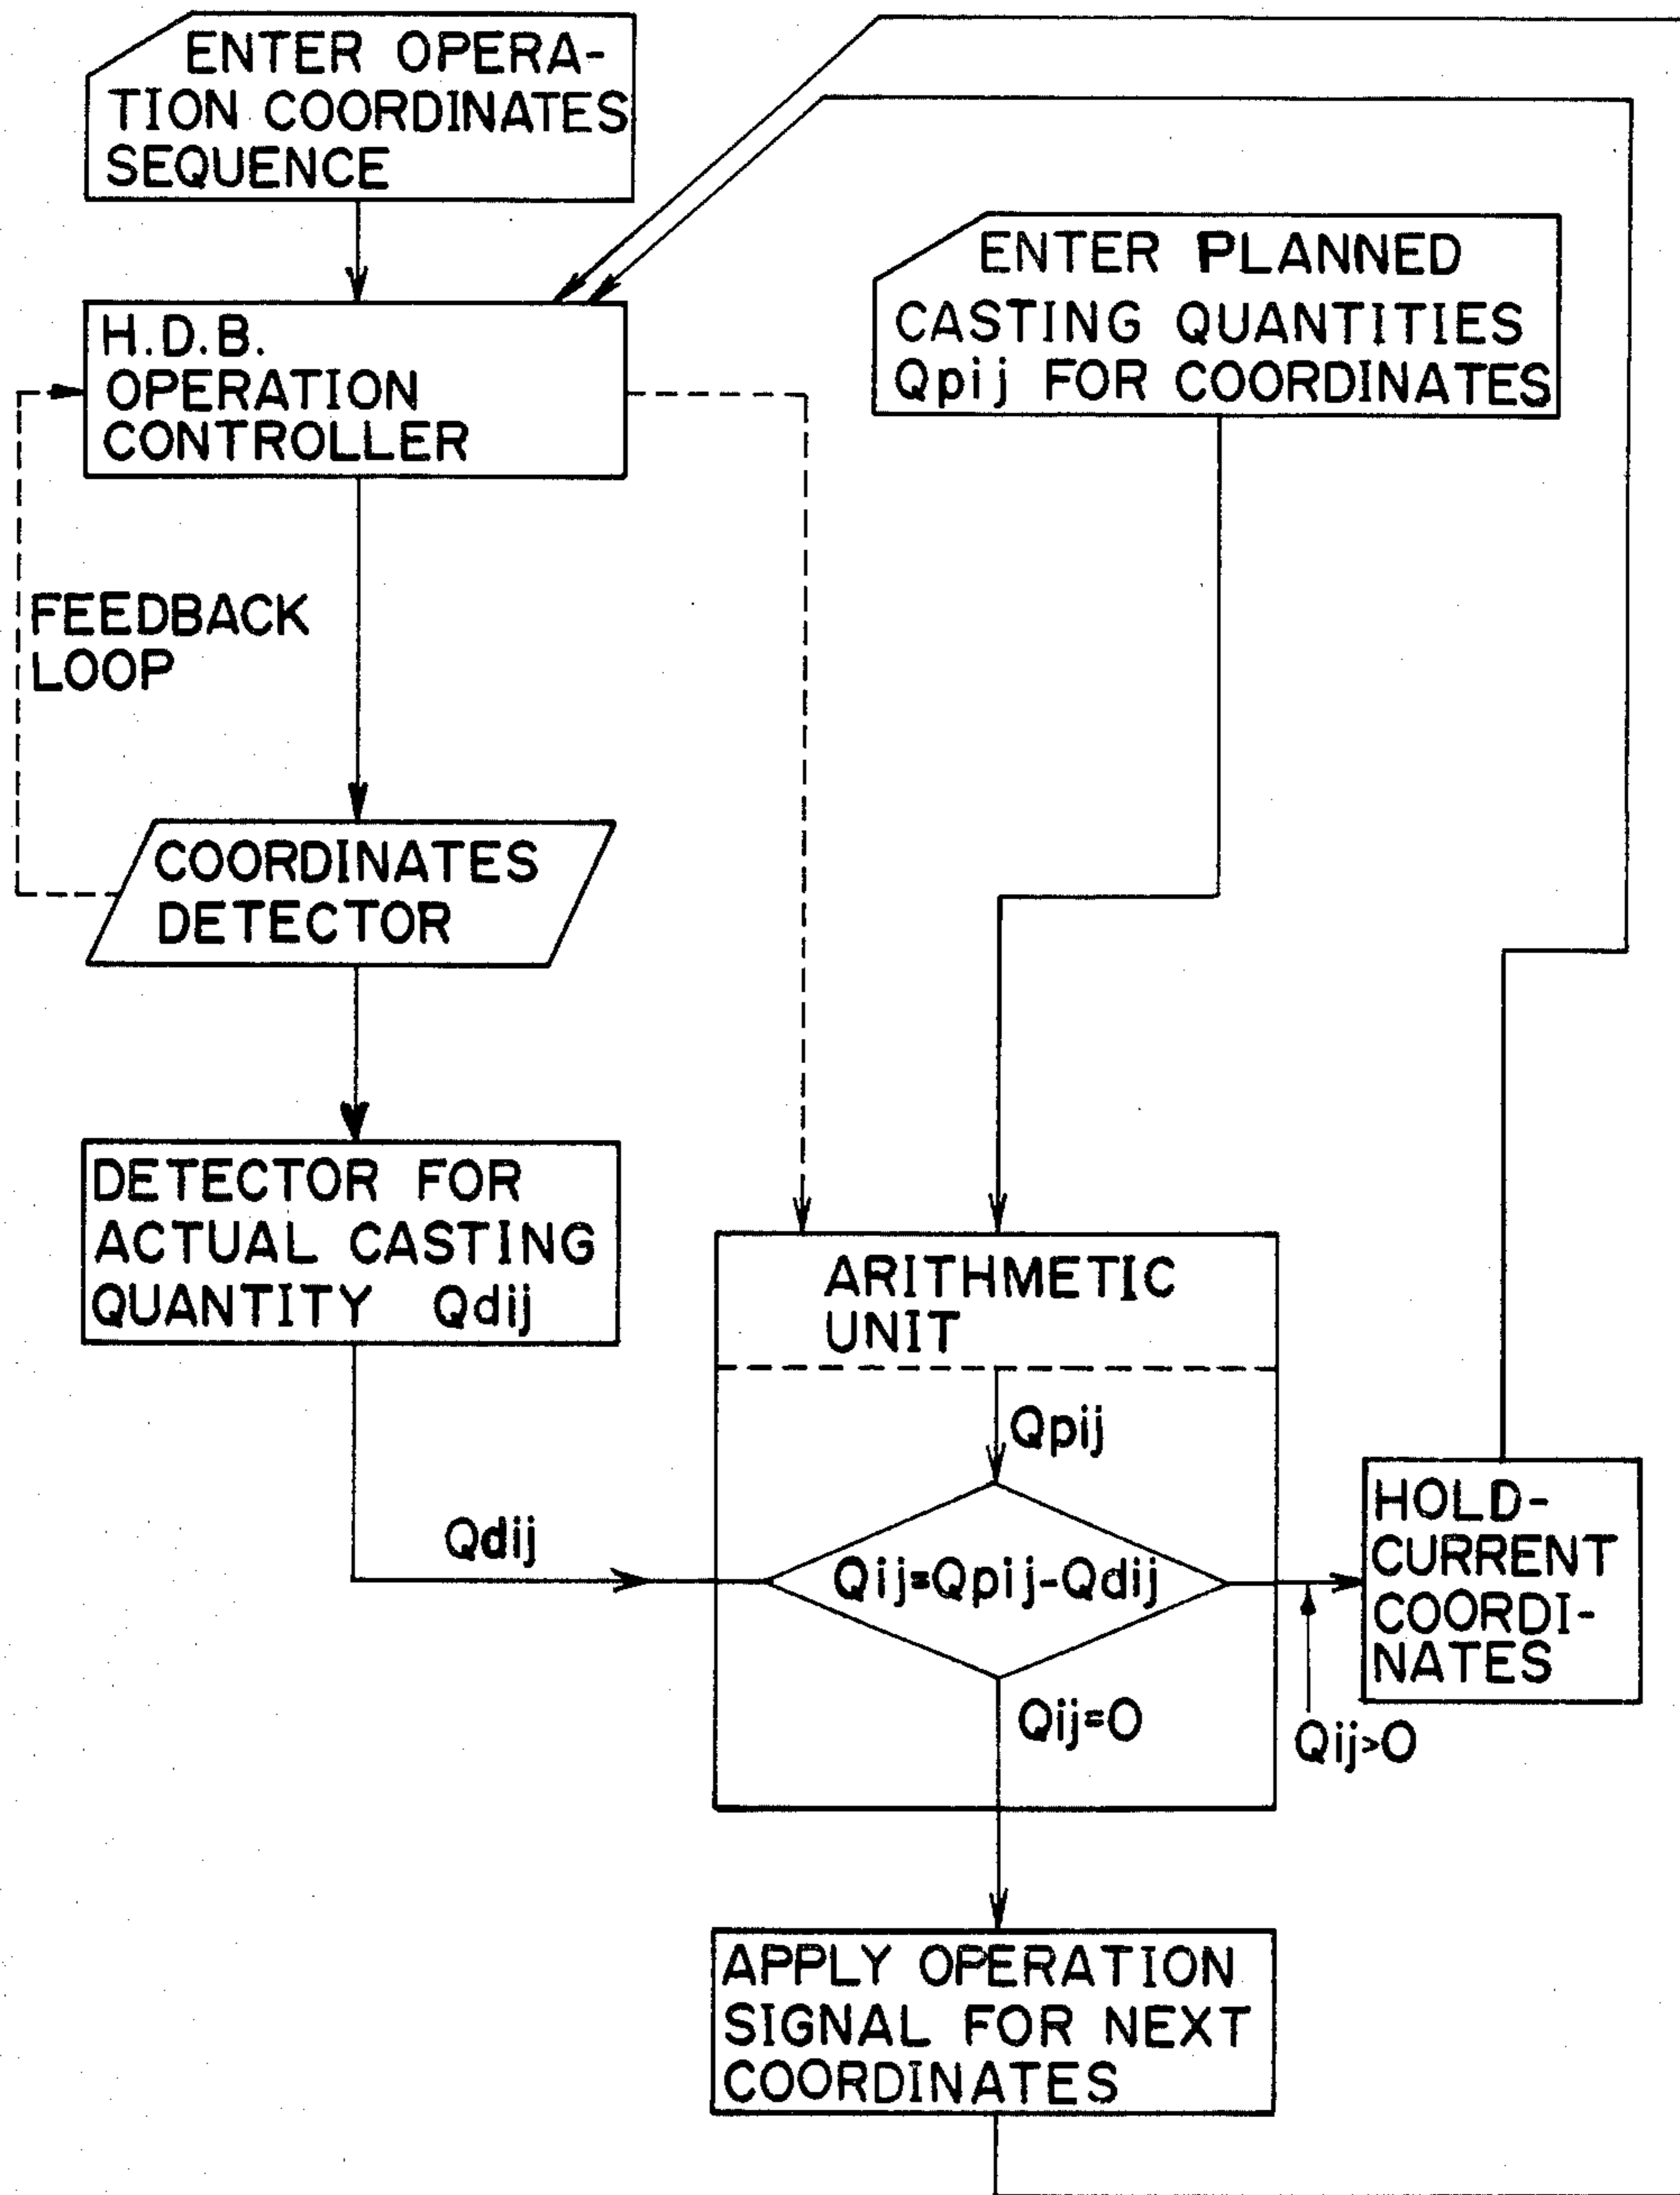 ENTER OPERA-
TION COORDINATES
SEQUENCE
ENTER PLANNED
CASTING QUANTITIES
Qpij FOR COORDINATES
H.D.B.
OPERATION
CONTROLLER
FEEDBACK
LOOP
COORDINATES
DETECTOR
DETECTOR FOR
ACTUAL CASTING
QUANTITY Qdij
ARITHMETIC
UNIT
Qpij
Qdij
Qij=Qpij-Qdij
HOLD-
CURRENT
COORDI-
NATES
Qij=0
Qij>0
APPLY OPERATION
SIGNAL FOR NEXT
COORDINATES